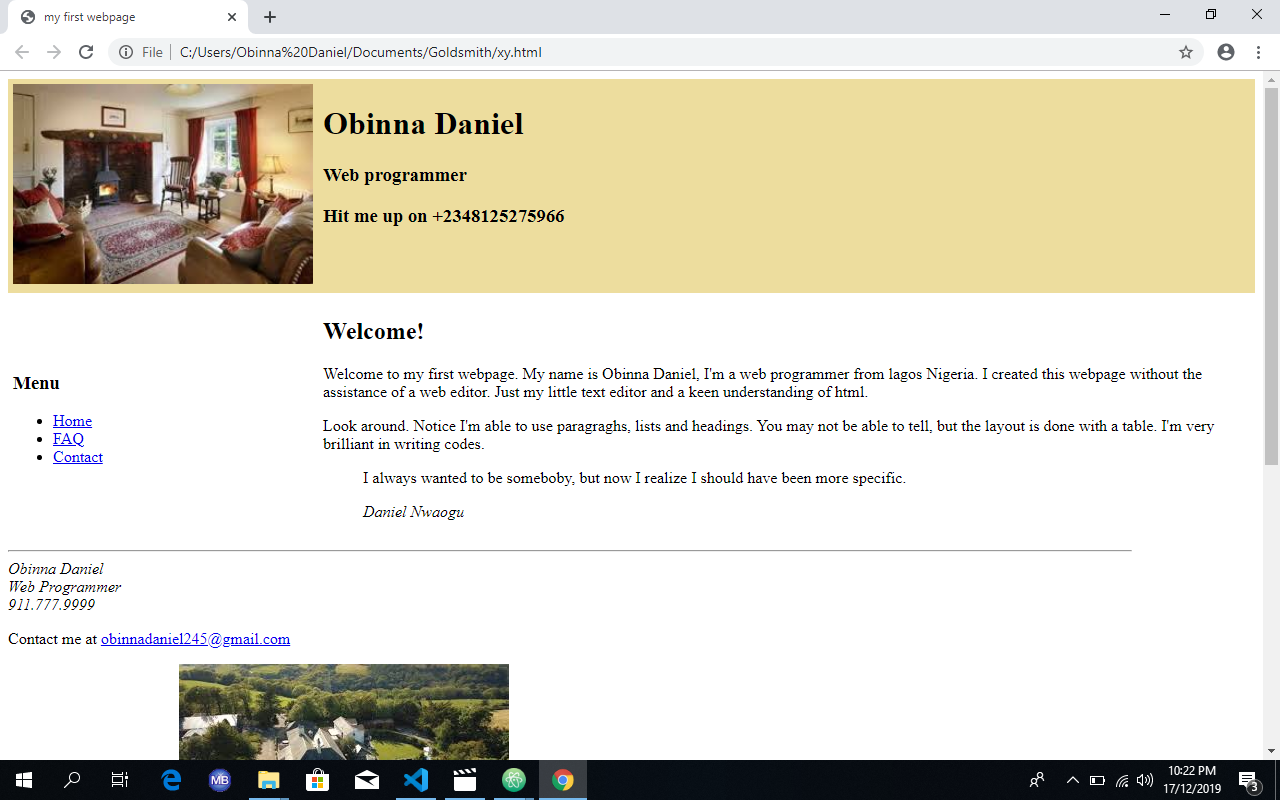 my first webpage
File
C:/Users/Obinna%20Daniel/Documents/Goldsmith/xy.html
Obinna Daniel
Web programmer
Hit me up on +2348125275966
Menu
Home
FAQ
Contact
Welcome!
Welcome to my first webpage. My name is Obinna Daniel, I'm a web programmer from lagos Nigeria. I created this webpage without the
assistance of a web editor. Just my little text editor and a keen understanding of html.
Look around. Notice I'm able to use paragraghs, lists and headings. You may not be able to tell, but the layout is done with a table. I'm very
brilliant in writing codes.
I always wanted to be someboby, but now I realize I should have been more specific.
Daniel Nwaogu
Obinna Daniel
Web Programmer
911.777.9999
Contact me at obinnadaniel245@gmail.com
MB
10:22 PM
17/12/2019
3